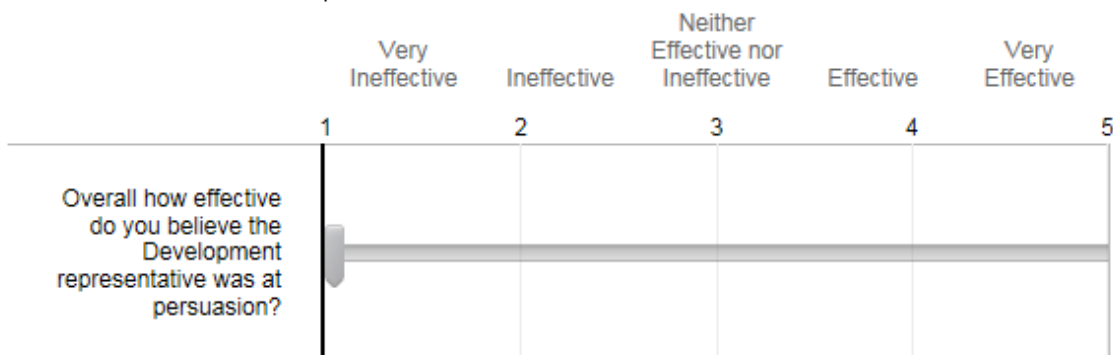 Neither
Very Effective nor Very
Ineffective Ineffective Ineffective Effective Effective
1 2 3 4 5
Overall how effective
do you believe the
Development
representative was at
persuasion?